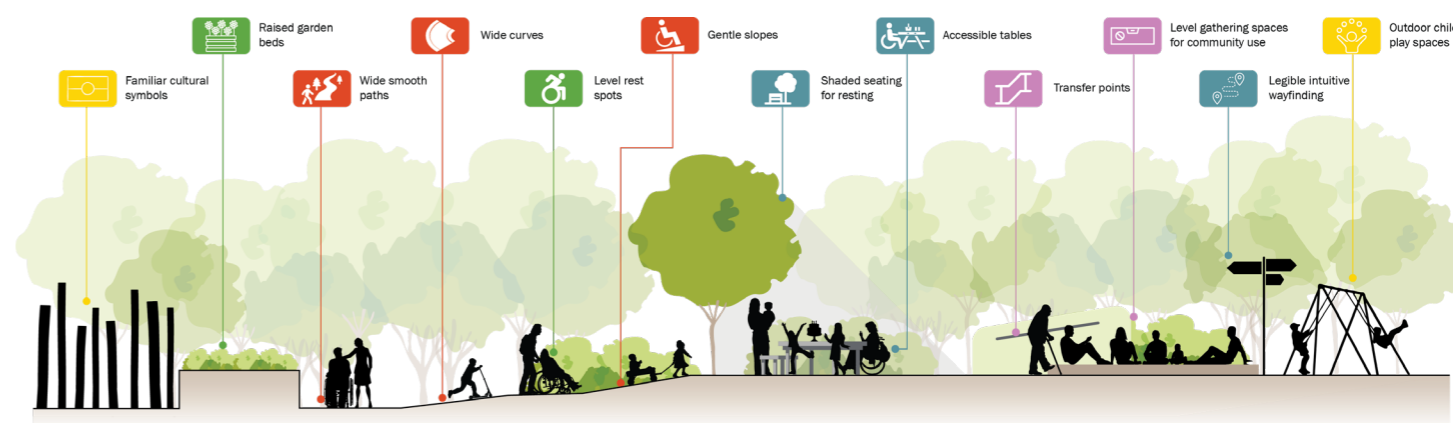 Raised garden
beds
Wide curves
Gentle slopes
Accessible tables
Level gathering spaces
for community use
Outdoor
play spaces
Familiar cultural
symbols
Wide smooth
paths
Level rest
spots
Shaded seating
for resting
Transfer points
Legible intuitive
wayfinding